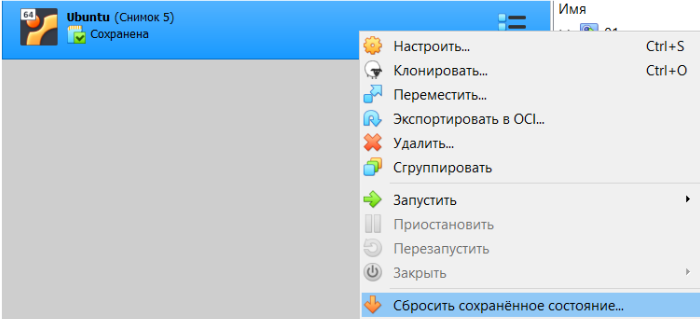 64 Ubuntu (Снимок 5)
Сохранена
Имя
Настроить... Ctrl+S
Клонировать... Ctrl+O
Переместить...
Экспортировать в OCI...
Удалить...
Сгруппировать
Запустить
Приостановить
Перезапустить
Закрыть
Сбросить сохранённое состояние...